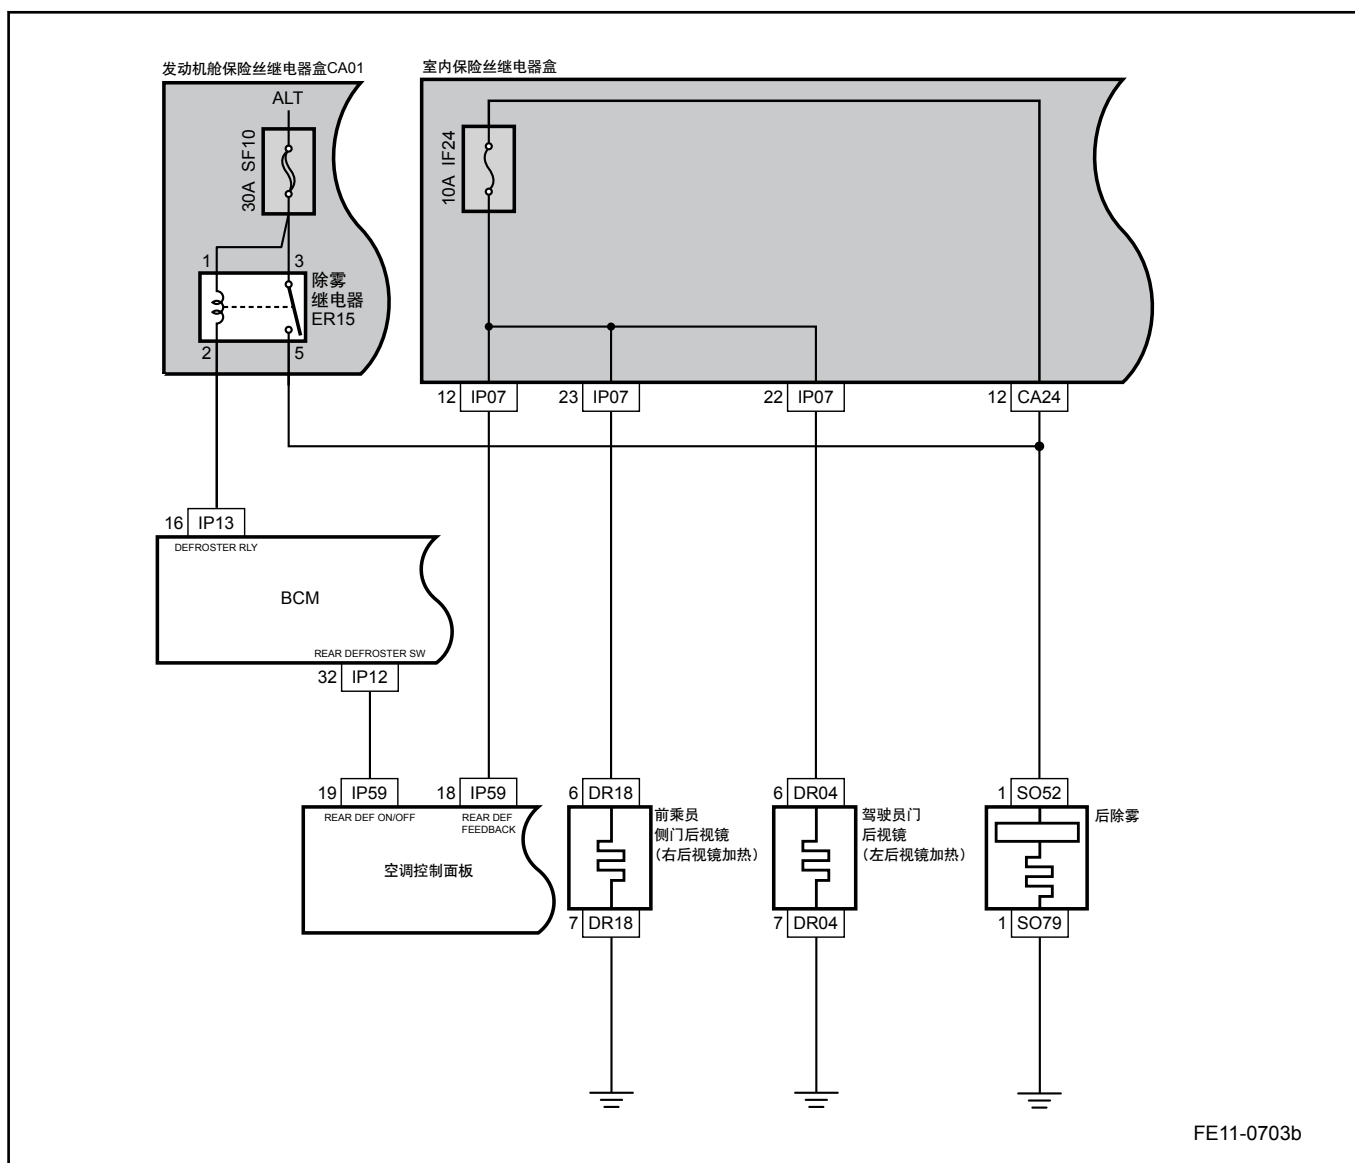 发动机舱保险丝继电器盒CA01
室内保险丝继电器盒
ALT
30A SF10
10A IF24
1
3
除雾
继电器
ER15
2
5
12 IP07
23 IP07
22 IP07
12 CA24
16 IP13
DEFROSTER RLY
BCM
REAR DEFROSTER SW
32 IP12
19 IP59
18 IP59
6 DR18
6 DR04
1 SO52
REAR DEF ON/OFF
REAR DEF
FEEDBACK
空调控制面板
前乘员
侧门后视镜
(右后视镜加热)
驾驶员门
后视镜
(左后视镜加热)
后除雾
7 DR18
7 DR04
1 SO79
FE11-0703b